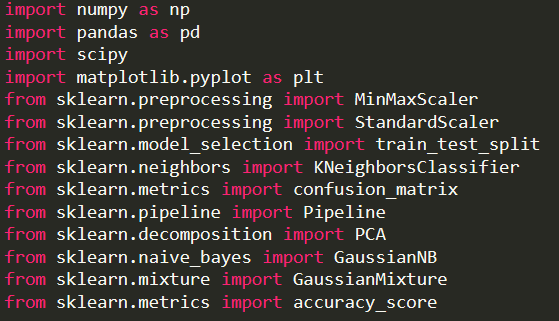 import numpy as np
import pandas as pd
import scipy
import matplotlib.pyplot as plt
from sklearn.preprocessing import MinMaxScaler
from sklearn.preprocessing import StandardScaler
from sklearn.model_selection import train_test_split
from sklearn.neighbors import KNeighborsClassifier
from sklearn.metrics import confusion_matrix
from sklearn.pipeline import Pipeline
from sklearn.decomposition import PCA
from sklearn.naive_bayes import GaussianNB
from sklearn.mixture import GaussianMixture
from sklearn.metrics import accuracy_score